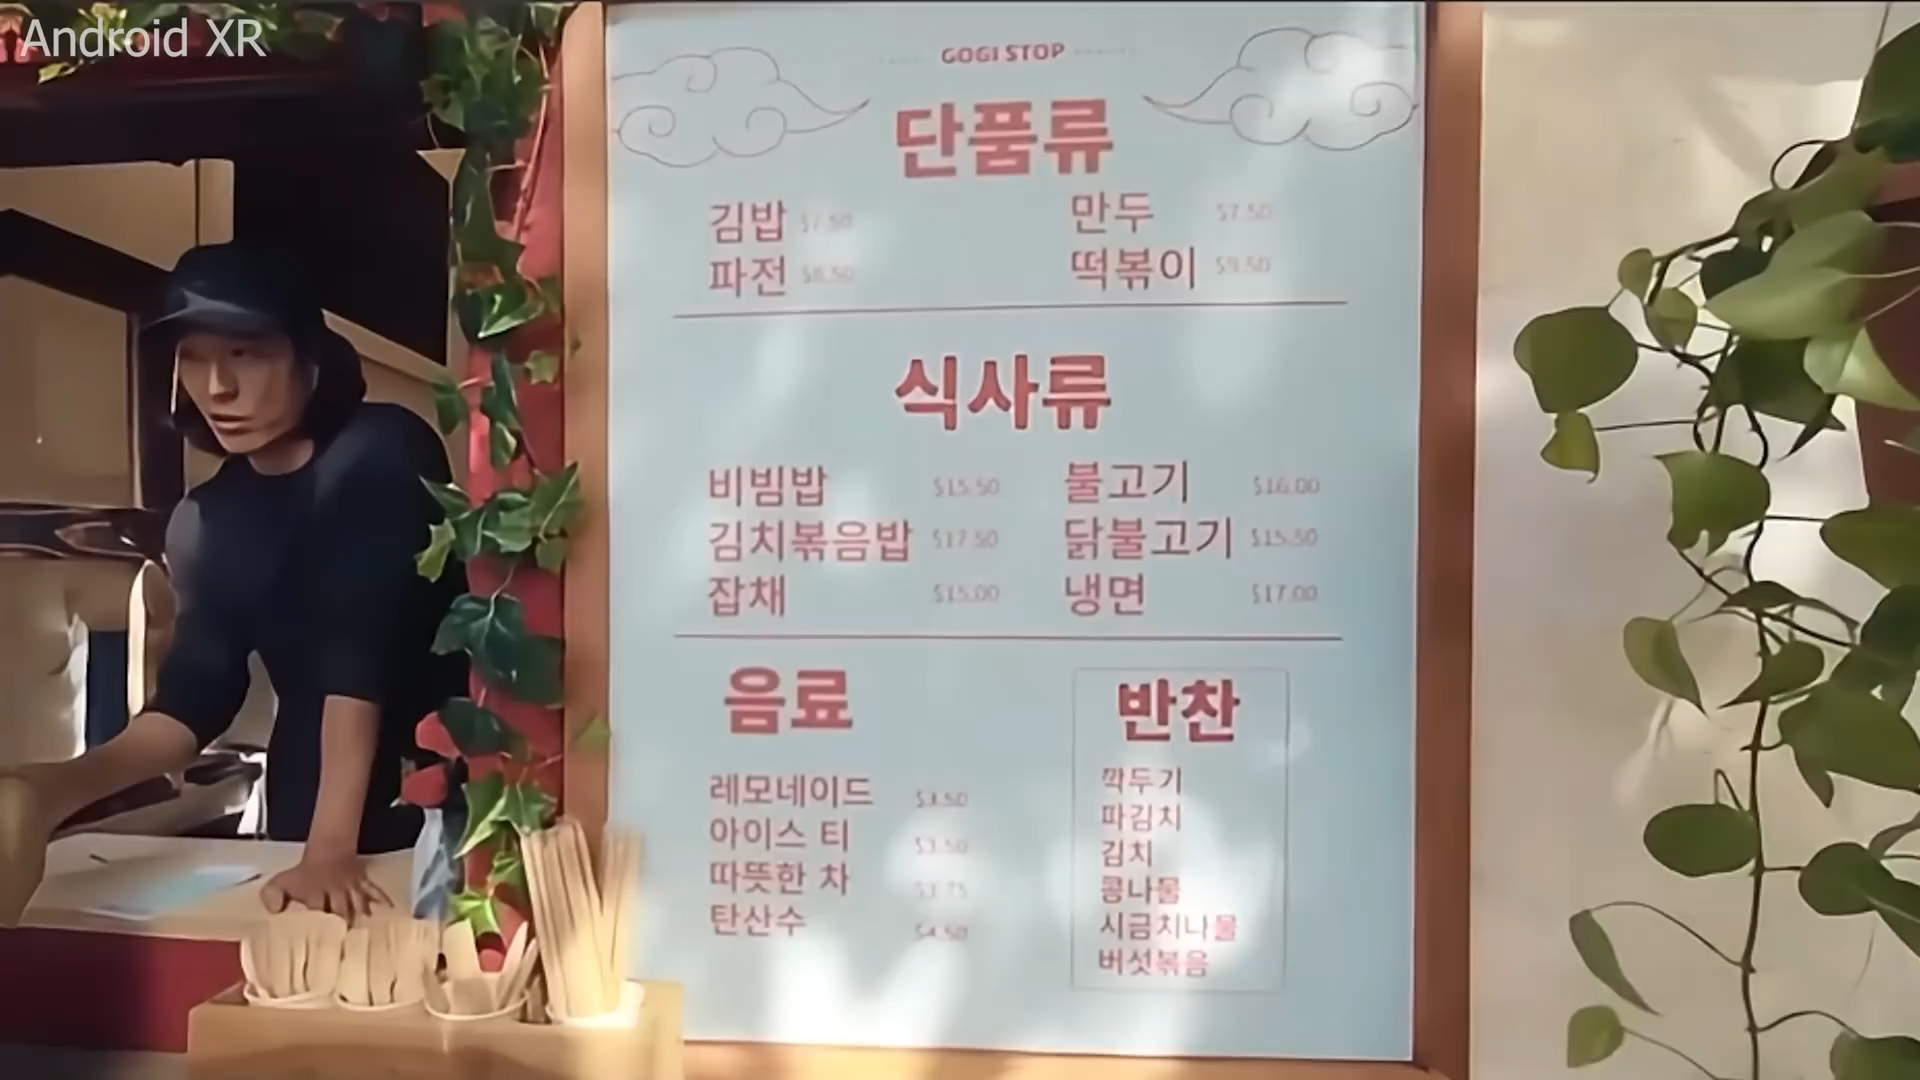 Android XR
GOGI STOP
단품류
김밥 $7.50 만두 $7.50
파전 $8.50 떡볶이 $9.50
식사류
비빔밥 $15.50 불고기 $16.00
김치볶음밥 $17.50 닭불고기 $15.50
잡채 $15.00 냉면 $17.00
음료
레모네이드 $3.50
아이스 티 $3.50
따뜻한 차 $3.75
탄산수 $4.50
반찬
깍두기
파김치
김치
콩나물
시금치나물
버섯볶음